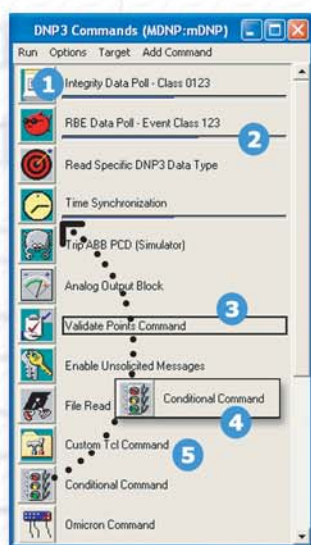 DNP3 Commands (MDNP:mDNP)
Run Options Target Add Command
1
Integrity Data Poll - Class 0123
RBE Data Poll - Event Class 123
2
Read Specific DNP3 Data Type
Time Synchronization
Trip ABB PCD (Simulator)
Analog Output Block
3
Validate Points Command
Enable Unsolicited Messages
File Read
Conditional Command
4
Custom Tcl Command
5
Conditional Command
Omicron Command